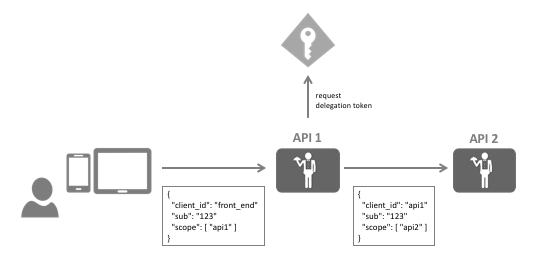 request
delegation token
API 1
API 2
{
"client_id": "front_end"
"sub": "123"
"scope": [ "api1" ]
}
{
"client_id": "api1"
"sub": "123"
"scope": [ "api2" ]
}